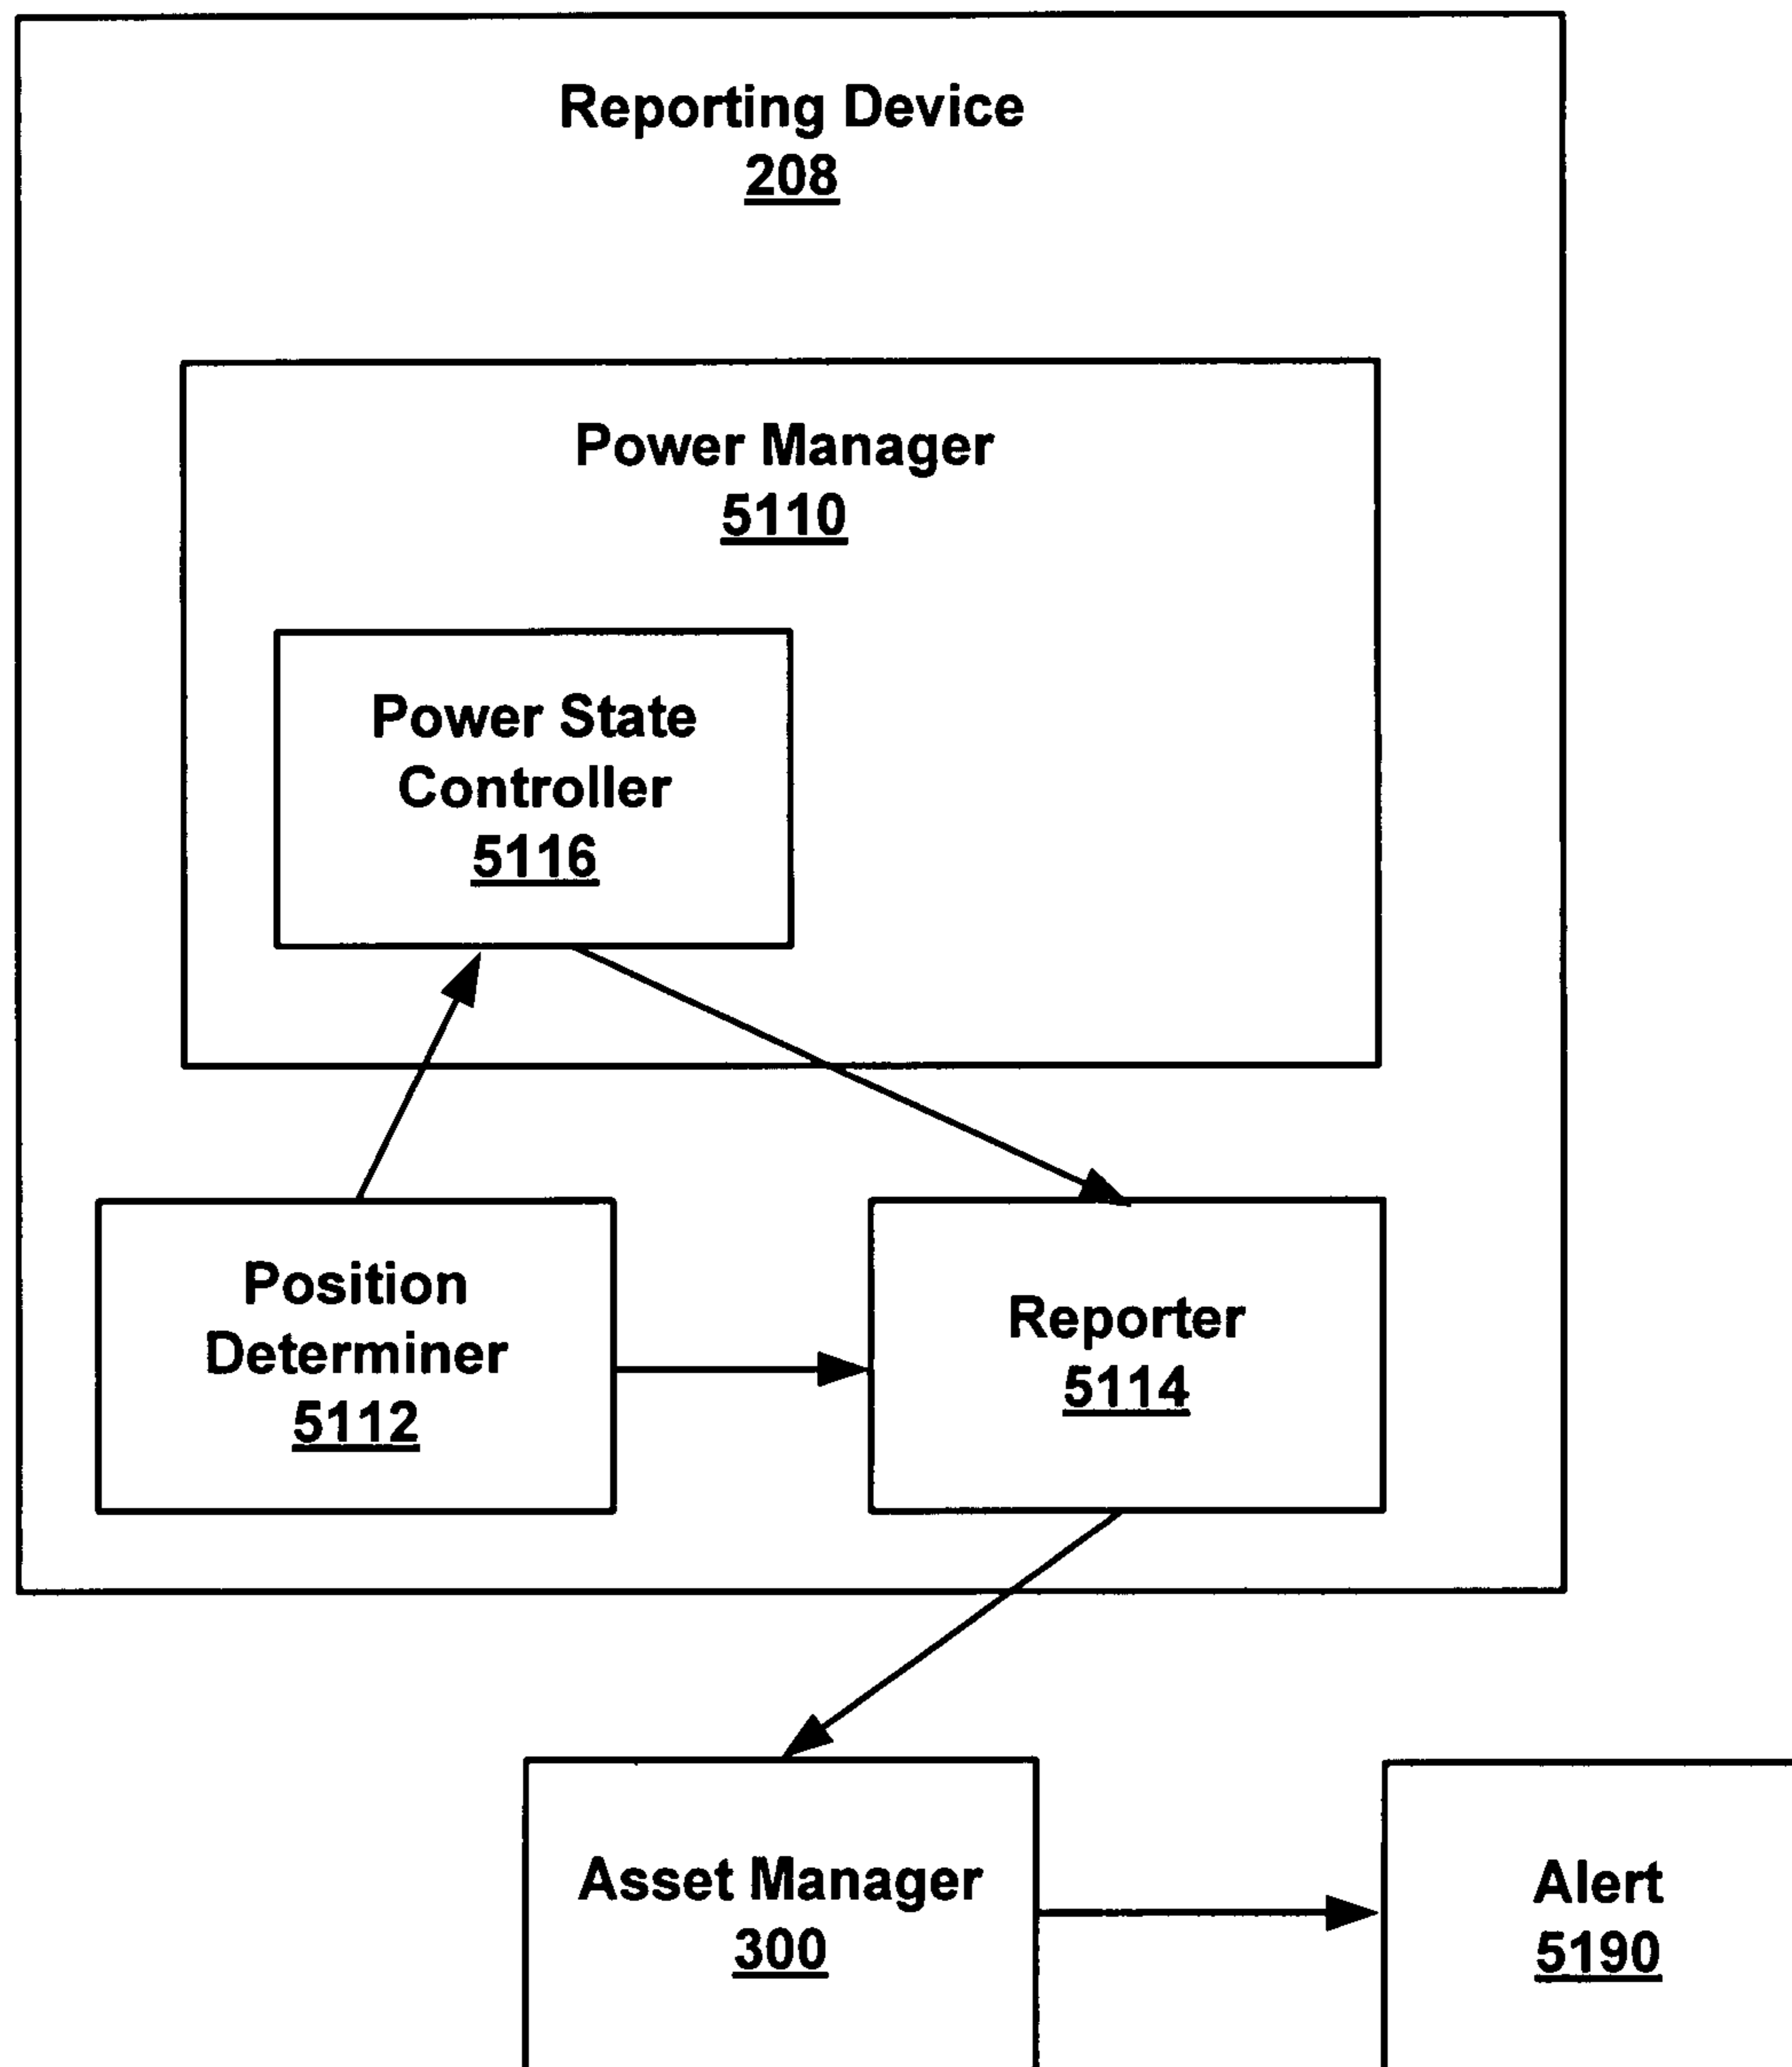 Reporting Device
208
Power Manager
5110
Power State
Controller
5116
Position
Determiner
5112
Reporter
5114
Asset Manager
300
Alert
5190